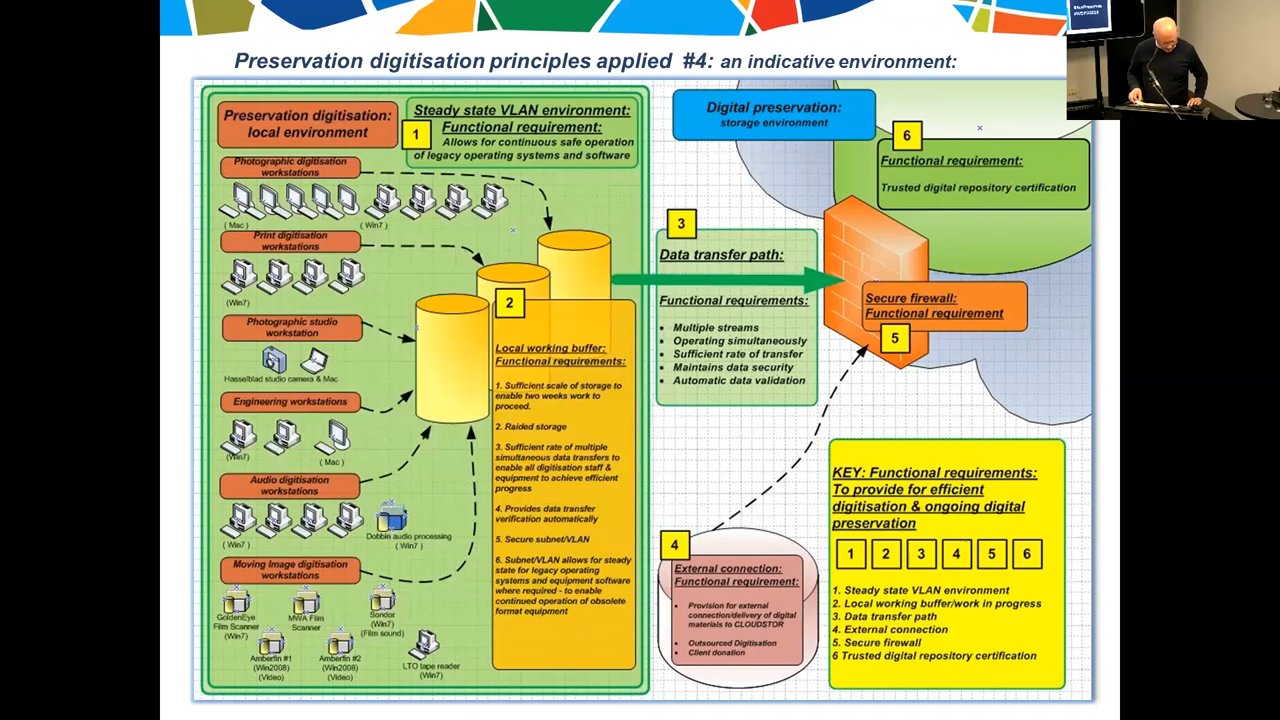 Preservation digitisation principles applied #4: an indicative environment:
Preservation digitisation:
local environment
1
Steady state VLAN environment:
Functional requirement:
Allows for continuous safe operation
of legacy operating systems and software
Photographic digitisation
workstations
( Mac )
( Win7 )
Print digitisation
workstations
(Win7)
Photographic studio
workstation
Hasselblad studio camera & Mac
Engineering workstations
(Win7)
( Mac )
Audio digitisation
workstations
( Win7 )
Dobbin audio processing
( Win7 )
Moving Image digitisation
workstations
GoldenEye
Film Scanner
(Win7)
MWA Film
Scanner
Sondor
(Win7)
(Film sound)
Amberfin #1
(Win2008)
(Video)
Amberfin #2
(Win2008)
(Video)
LTO tape reader
(Win7)
2
Local working buffer:
Functional requirements:
1. Sufficient scale of storage to
enable two weeks work to
proceed.
2. Raided storage
3. Sufficient rate of multiple
simultaneous data transfers to
enable all digitisation staff &
equipment to achieve efficient
progress
4. Provides data transfer
verification automatically
5. Secure subnet/VLAN
6. Subnet/VLAN allows for steady
state for legacy operating
systems and equipment software
where required - to enable
continued operation of obsolete
format equipment
Digital preservation:
storage environment
3
Data transfer path:
Functional requirements:
• Multiple streams
• Operating simultaneously
• Sufficient rate of transfer
• Maintains data security
• Automatic data validation
6
Functional requirement:
Trusted digital repository certification
Secure firewall:
Functional requirement
5
4
External connection:
Functional requirement:
• Provision for external
connection/delivery of digital
materials to CLOUDSTOR
• Outsourced Digitisation
Client donation
KEY: Functional requirements:
To provide for efficient
digitisation & ongoing digital
preservation
1 2 3 4 5 6
1. Steady state VLAN environment
2. Local working buffer/work in progress
3. Data transfer path
4. External connection
5. Secure firewall
6 Trusted digital repository certification